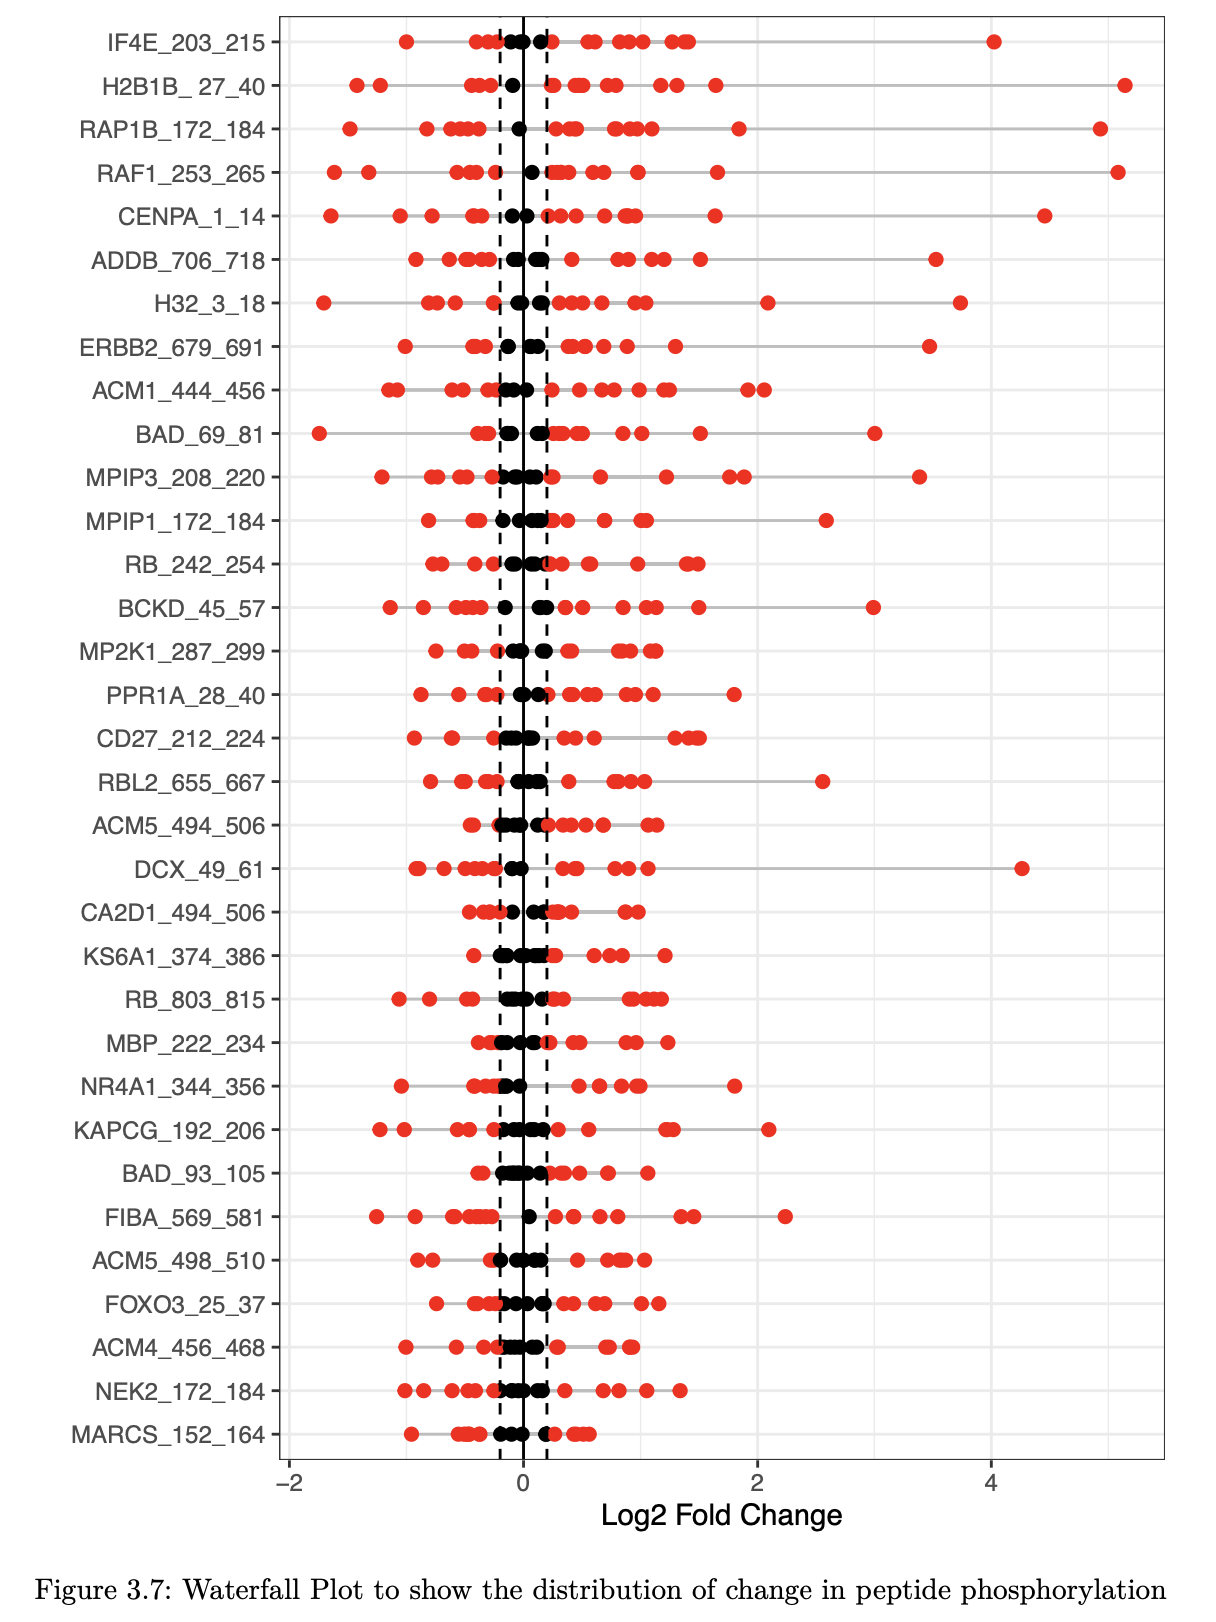 IF4E_203_215
H2B1B_ 27_40
RAP1B_172_184
RAF1_253_265
CENPA_1_14
ADDB_706_718
H32_3_18
ERBB2_679_691
ACM1_444_456
BAD_69_81
MPIP3_208_220
MPIP1_172_184
RB_242_254
BCKD_45_57
MP2K1_287_299
PPR1A_28_40
CD27_212_224
RBL2_655_667
ACM5_494_506
DCX_49_61
CA2D1_494_506
KS6A1_374_386
RB_803_815
MBP_222_234
NR4A1_344_356
KAPCG_192_206
BAD_93_105
FIBA_569_581
ACM5_498_510
FOXO3_25_37
ACM4_456_468
NEK2_172_184
MARCS_152_164
−2 0 2 4
Log2 Fold Change
Figure 3.7: Waterfall Plot to show the distribution of change in peptide phosphorylation